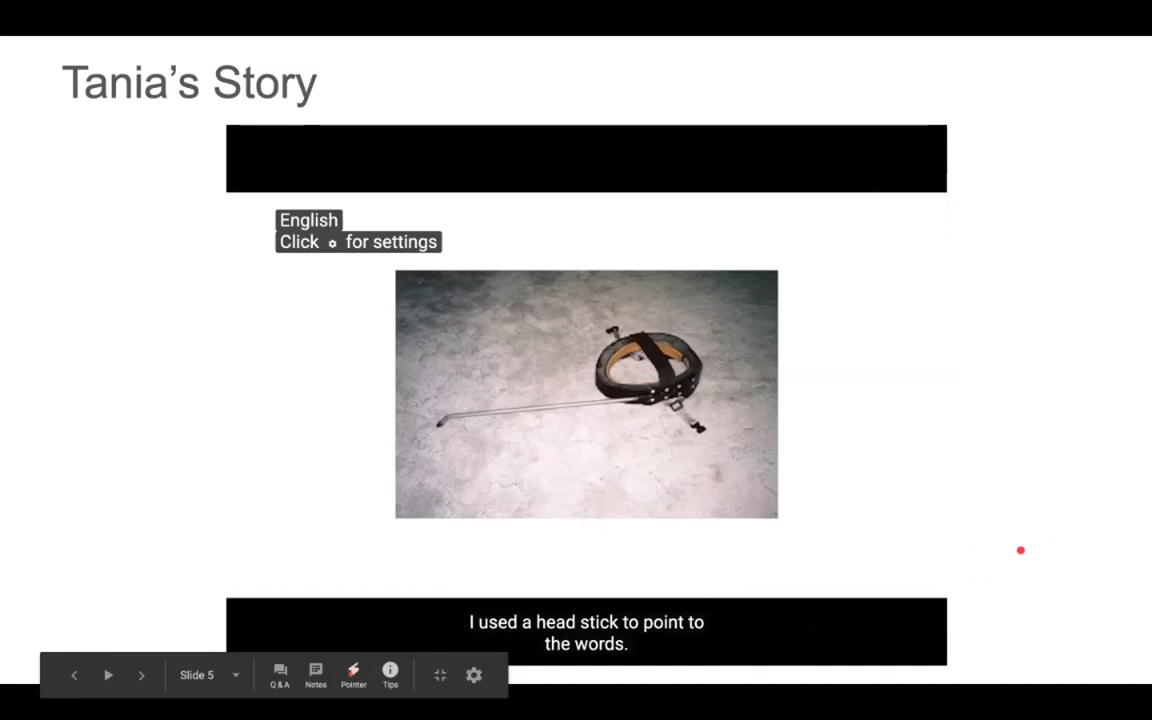 Tania's Story
English
Click for settings
I used a head stick to point to
the words.
Slide 5
Q & A
Notes
Pointer
Tips